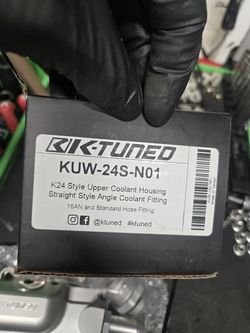 K-TUNED
KUW-24S-N01
K24 Style Upper Coolant Housing
Straight Style Angle Coolant Fitting
16AN and Standard Hose Fitting
@ktuned #ktuned
K-TUNED